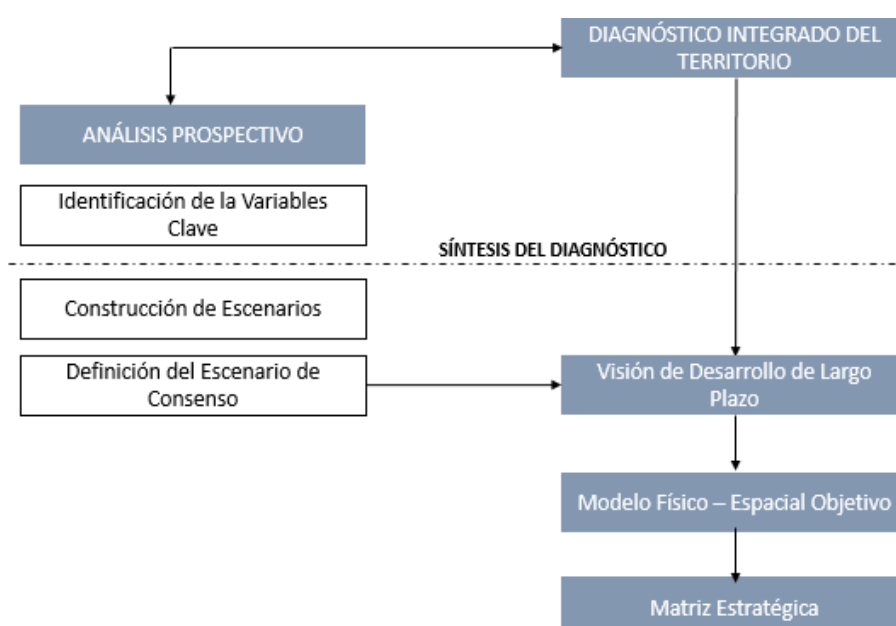 DIAGNÓSTICO INTEGRADO DEL
TERRITORIO
ANÁLISIS PROSPECTIVO
Identificación de la Variables
Clave
SÍNTESIS DEL DIAGNÓSTICO
Construcción de Escenarios
Definición del Escenario de
Consenso
Visión de Desarrollo de Largo
Plazo
Modelo Físico – Espacial Objetivo
Matriz Estratégica